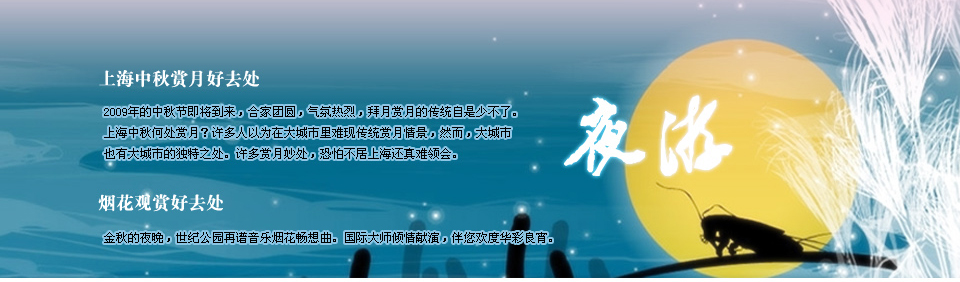 上海中秋赏月好去处
2009年的中秋节即将到来，合家团圆，气氛热烈，拜月赏月的传统自是少不了。
上海中秋何处赏月？许多人以为在大城市里难现传统赏月情景，然而，大城市
也有大城市的独特之处。许多赏月妙处，恐怕不居上海还真难领会。
夜游
烟花观赏好去处
金秋的夜晚，世纪公园再谱音乐烟花畅想曲。国际大师倾情献演，伴您欢度华彩良宵。